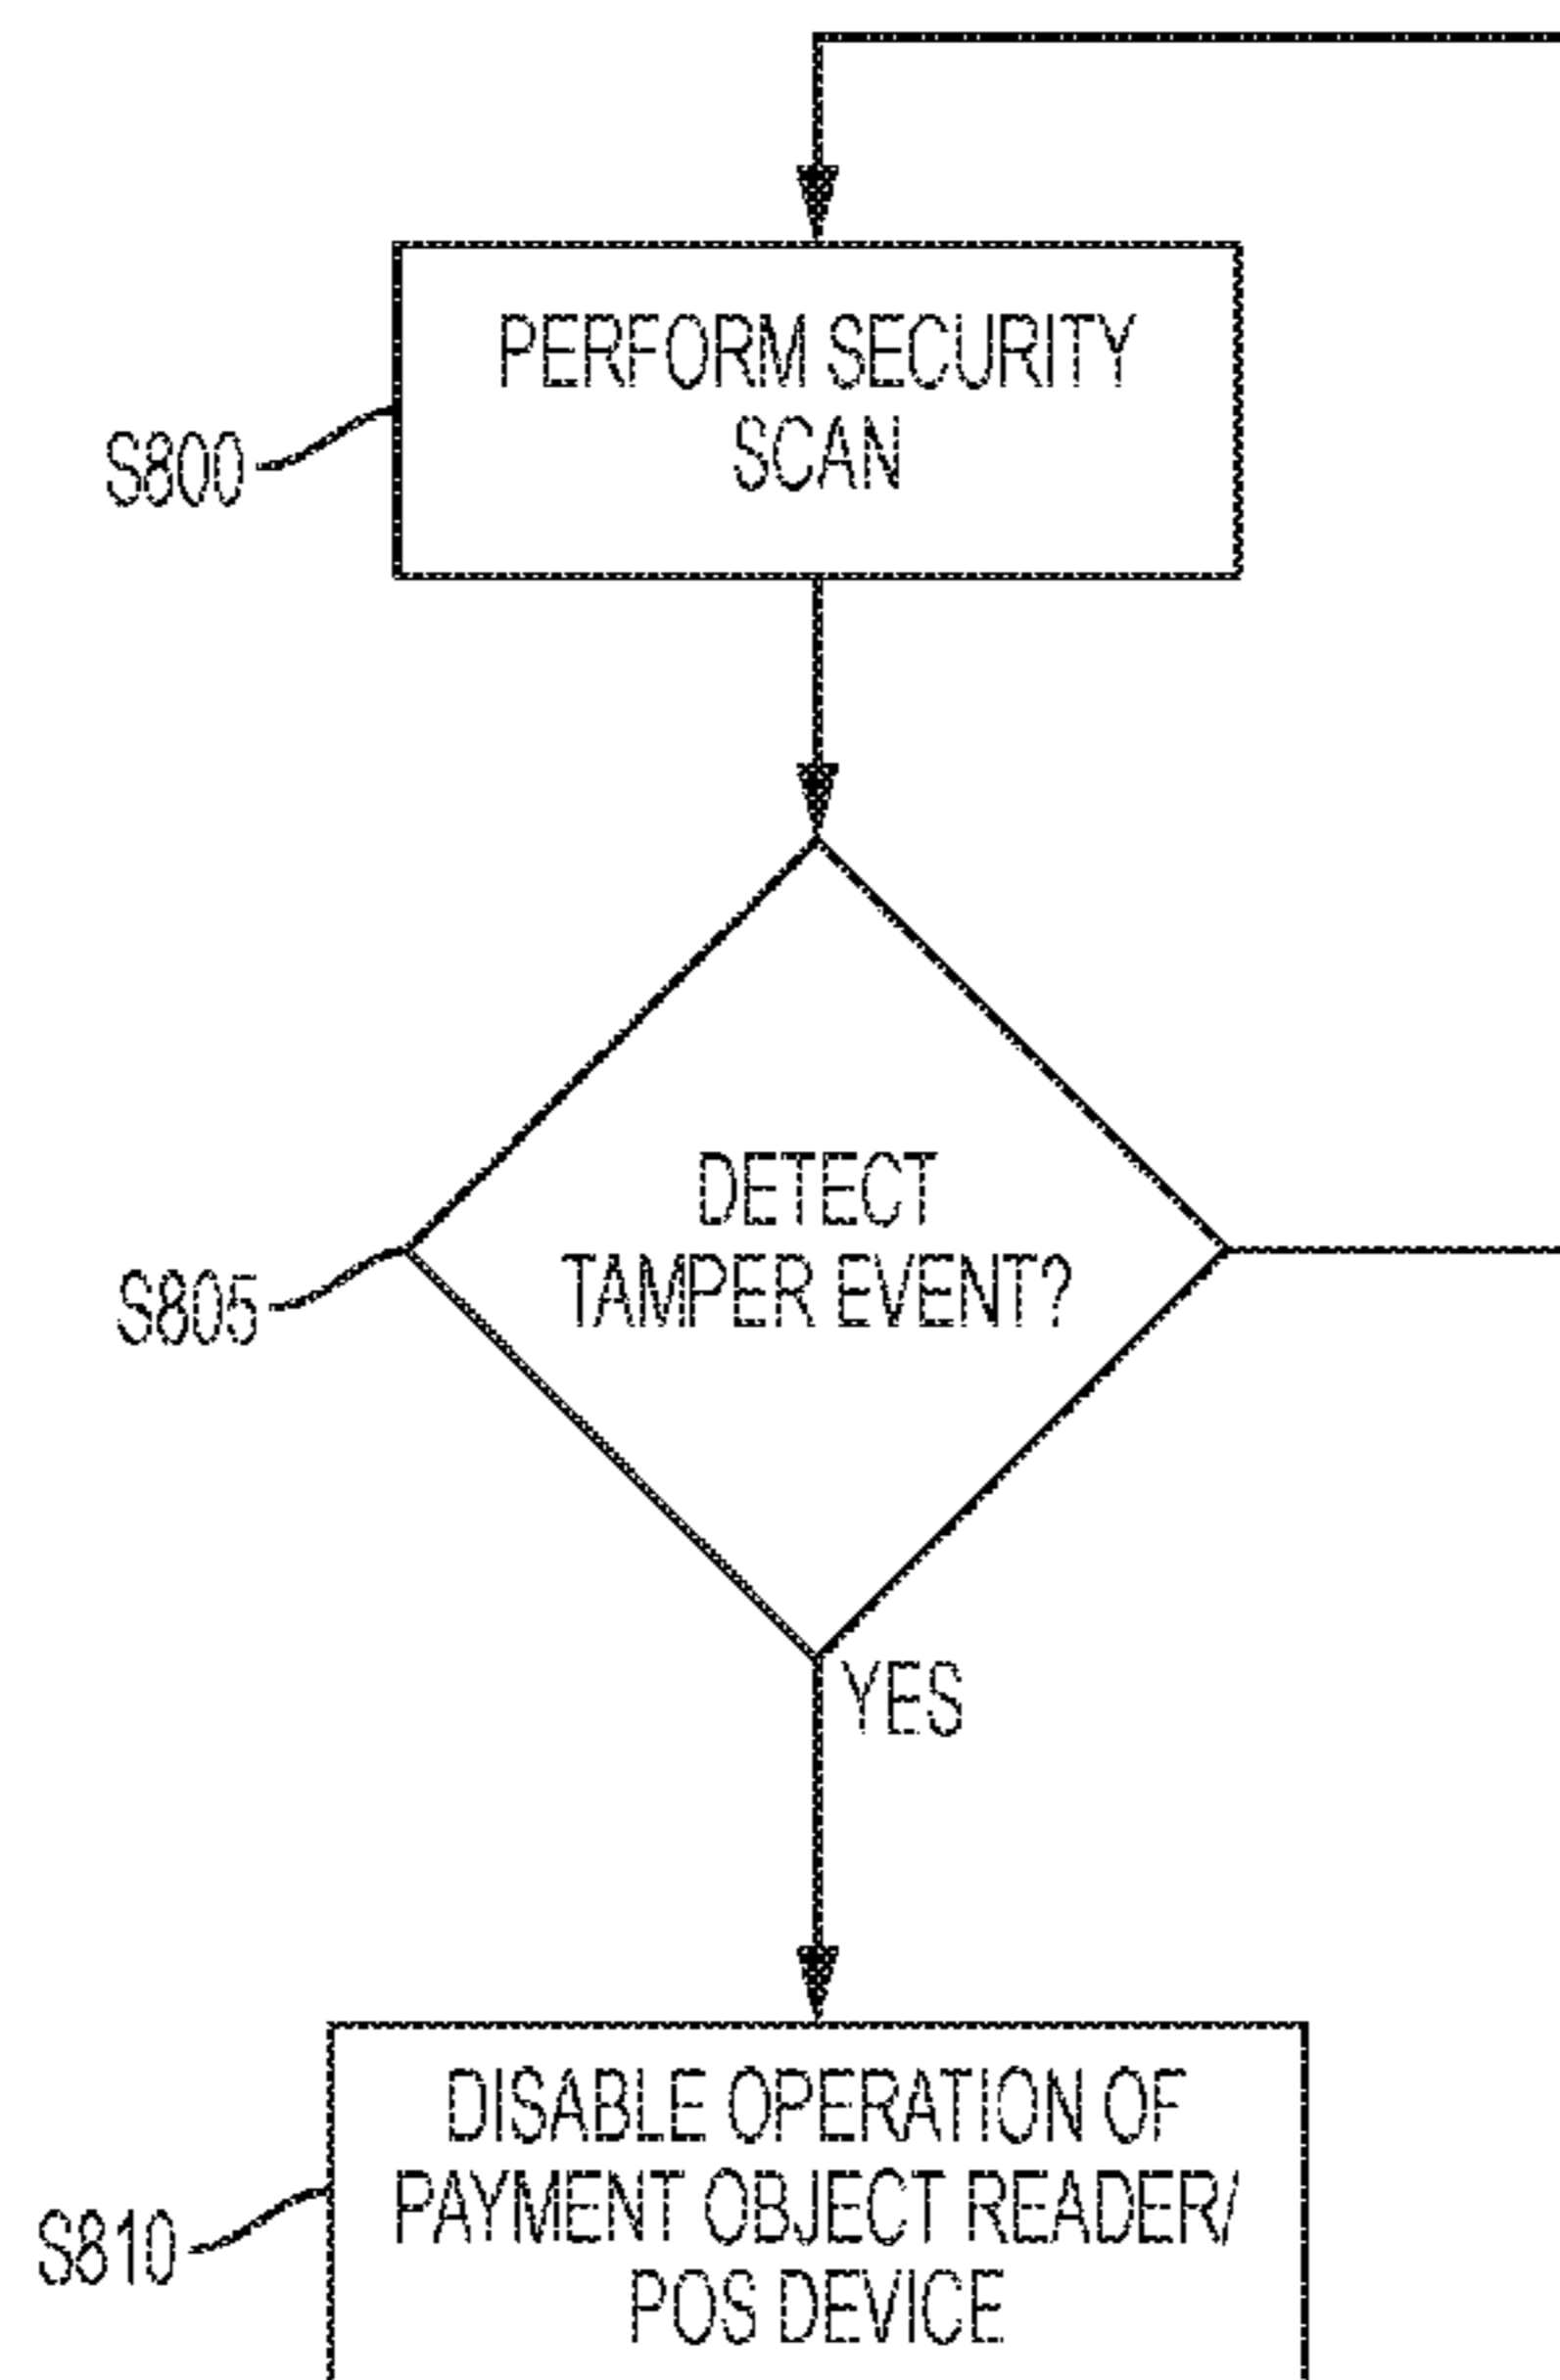 PERFORM SECURITY
SCAN
S800
DETECT
TAMPER EVENT?
S805
YES
DISABLE OPERATION OF
PAYMENT OBJECT READER/
POS DEVICE
S810